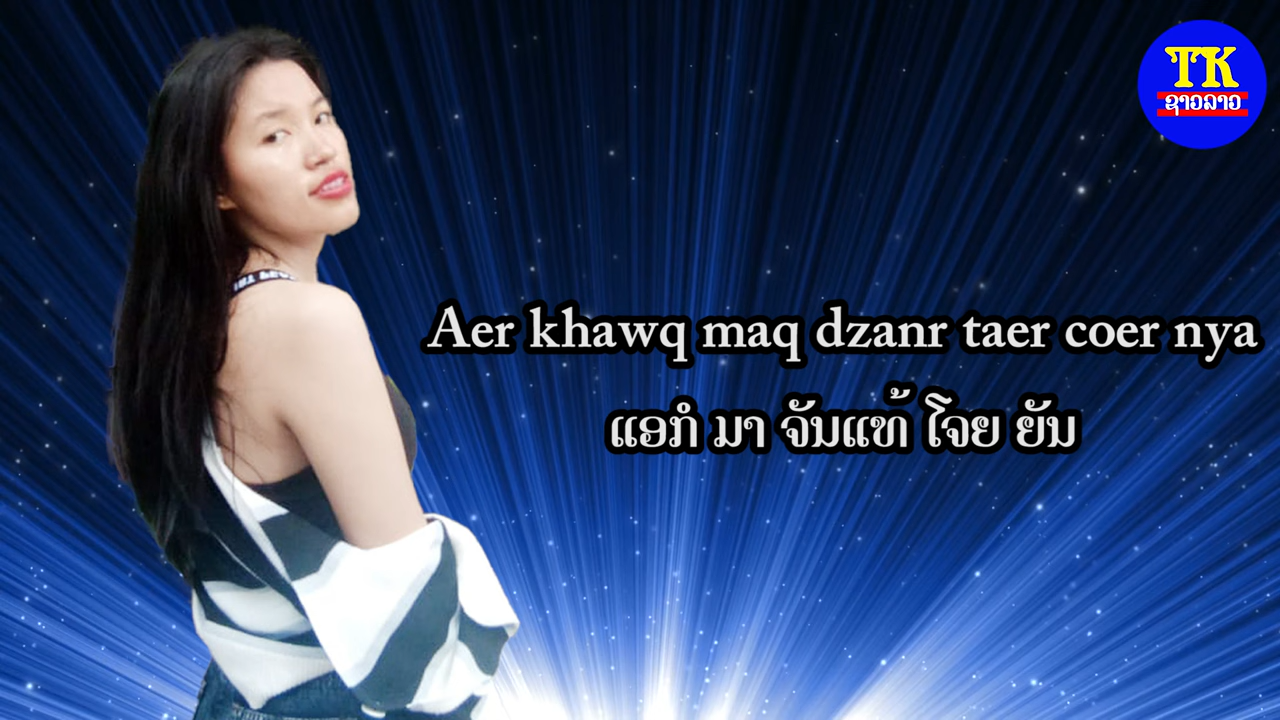 TK
ຊາວລາວ
Aer khawq maq dzanr taer coer nya
ແອກໍ ມາ ຈັນແທ້ ໂຈຍ ຍັນ